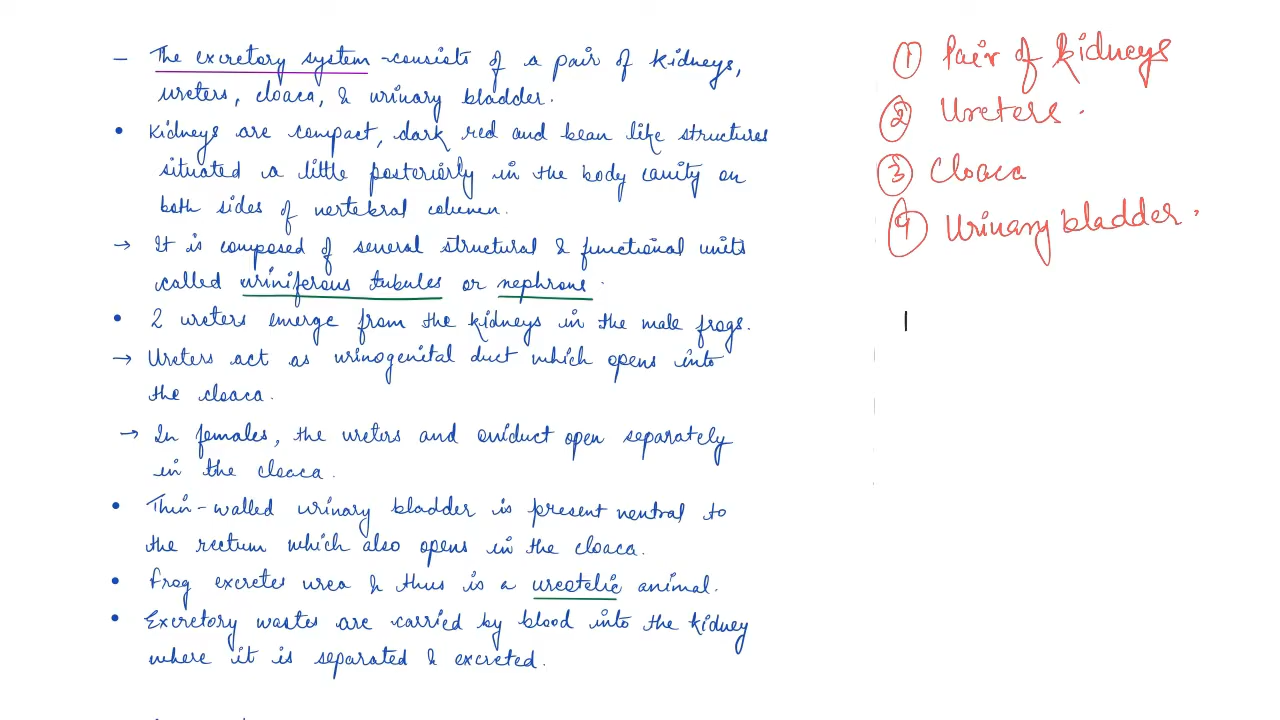 – The excretory system consists of a pair of kidneys,
ureters, cloaca, & urinary bladder.
• Kidneys are compact, dark red and bean like structures
situated a little posteriorly in the body cavity on
both sides of vertebral column.
→ It is composed of several structural & functional units
called uriniferous tubules or nephrons.
• 2 ureters emerge from the kidneys in the male frogs.
→ Ureters act as urinogenital duct which opens into
the cloaca.
→ In females, the ureters and oviduct open separately
in the cloaca.
• Thin-walled urinary bladder is present ventral to
the rectum which also opens in the cloaca.
• Frog excretes urea & thus is a ureotelic animal.
• Excretory wastes are carried by blood into the kidney
where it is separated & excreted.
① Pair of kidneys
② Ureters.
③ Cloaca
④ Urinary bladder.